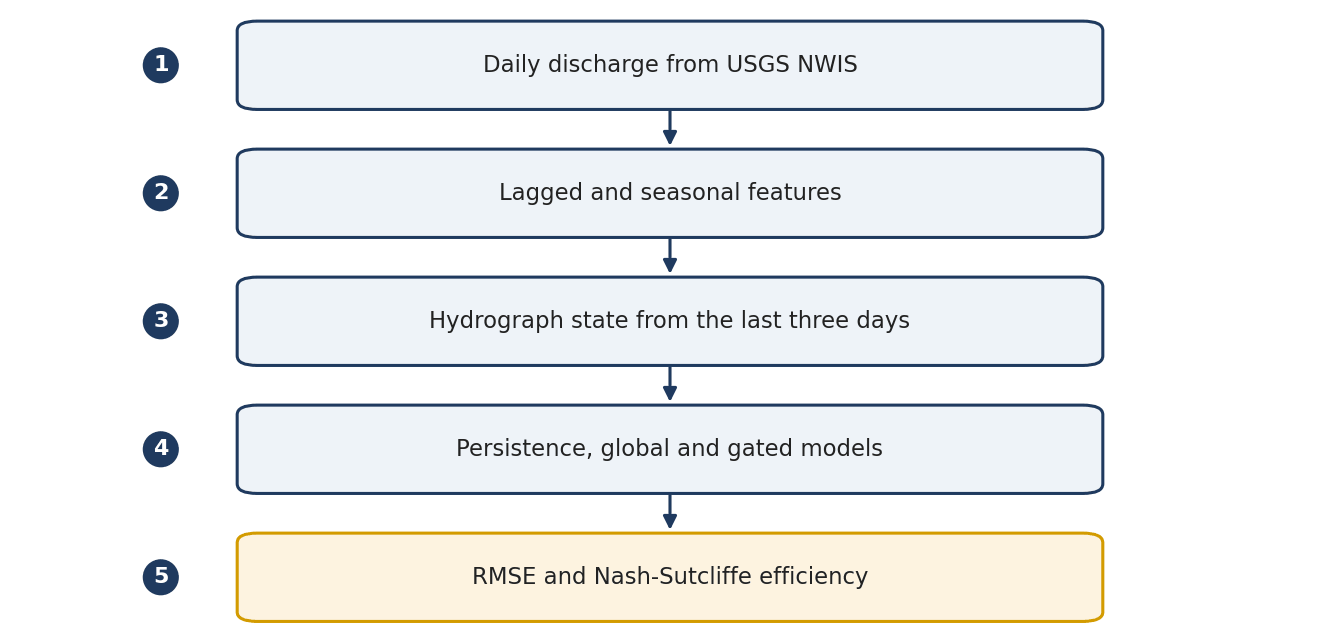 1 Daily discharge from USGS NWIS
2 Lagged and seasonal features
3 Hydrograph state from the last three days
4 Persistence, global and gated models
5 RMSE and Nash-Sutcliffe efficiency